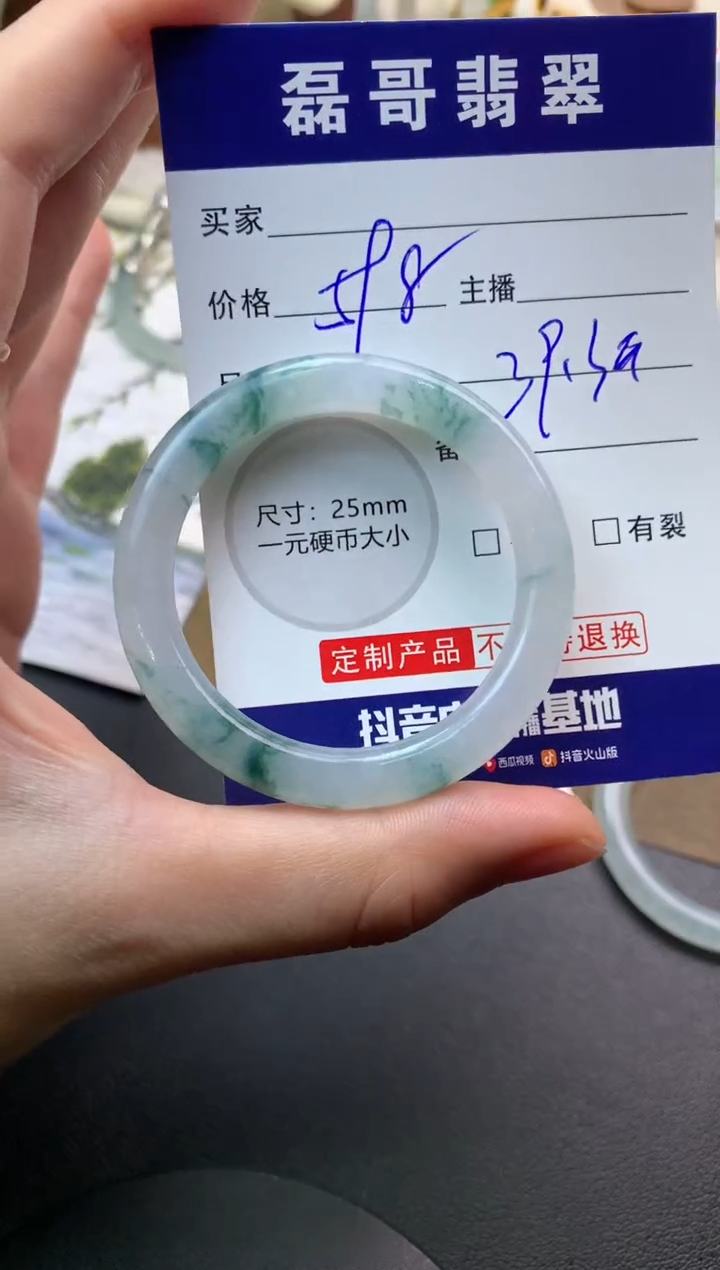 磊哥翡翠
买家
价格 主播
尺寸：25mm
一元硬币大小
有裂
定制产品 不 退换
抖音 播基地
西瓜视频 抖音火山版